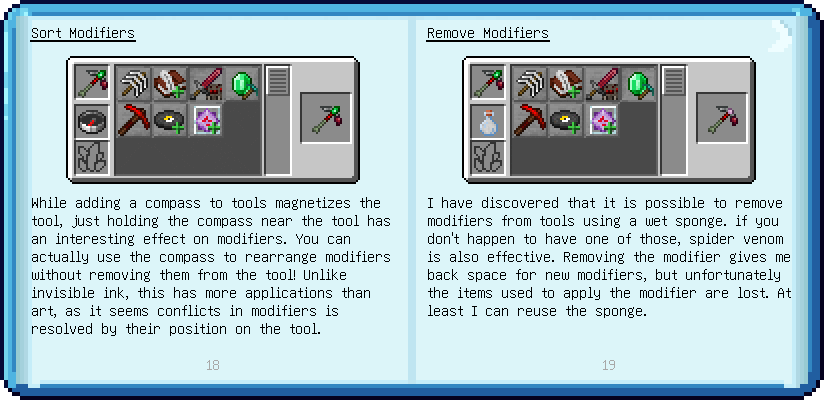 Sort Modifiers
While adding a compass to tools magnetizes the
tool, just holding the compass near the tool has
an interesting effect on modifiers. You can
actually use the compass to rearrange modifiers
without removing them from the tool! Unlike
invisible ink, this has more applications than
art, as it seems conflicts in modifiers is
resolved by their position on the tool.
18
Remove Modifiers
I have discovered that it is possible to remove
modifiers from tools using a wet sponge. if you
don't happen to have one of those, spider venom
is also effective. Removing the modifier gives me
back space for new modifiers, but unfortunately
the items used to apply the modifier are lost. At
least I can reuse the sponge.
19